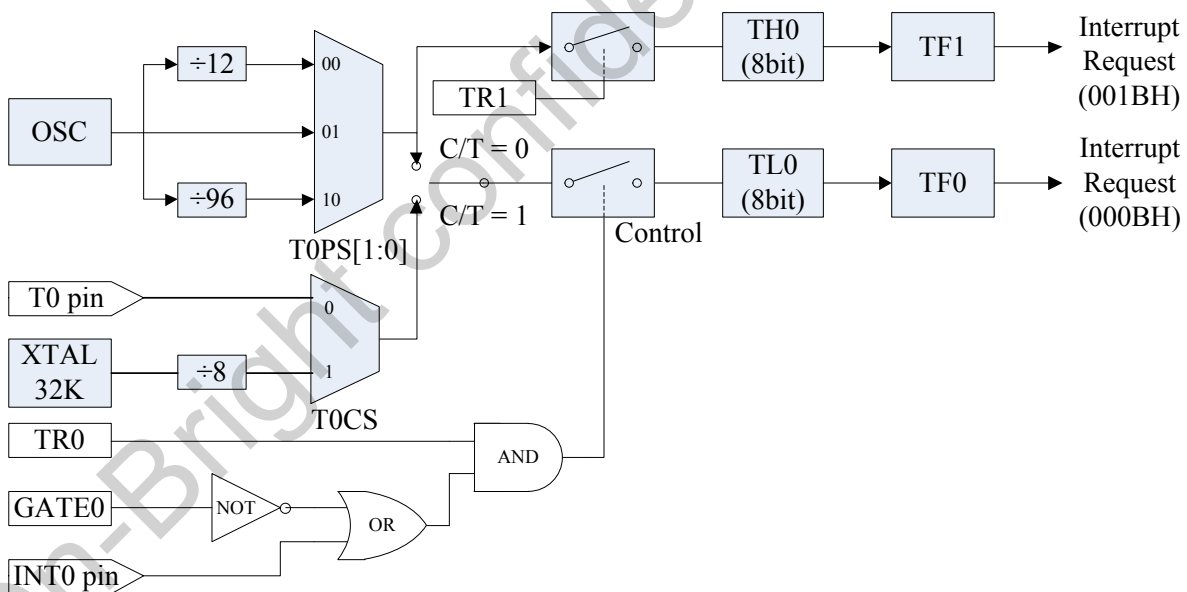 OSC
÷12
÷96
00
01
10
T0PS[1:0]
TR1
C/T = 0
C/T = 1
TH0
(8bit)
TF1
Interrupt
Request
(001BH)
TL0
(8bit)
TF0
Interrupt
Request
(000BH)
Control
T0 pin
XTAL
32K
÷8
0
1
T0CS
TR0
GATE0
INT0 pin
NOT
OR
AND
n-Bright confide